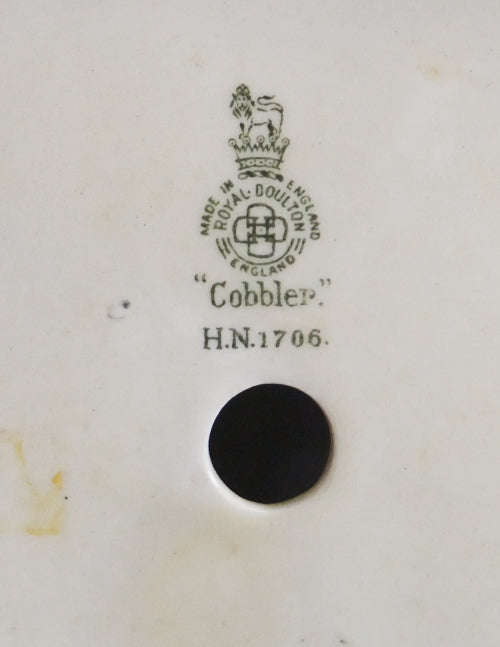 MADE IN ENGLAND
ROYAL·DOULTON
ENGLAND
"Cobbler."
H.N.1706.